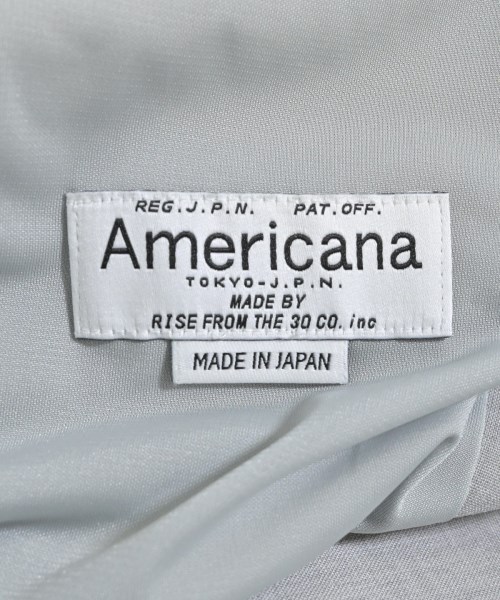 REG.J.P.N. PAT.OFF.
Americana
TOKYO-J.P.N.
MADE BY
RISE FROM THE 30 CO. inc
MADE IN JAPAN